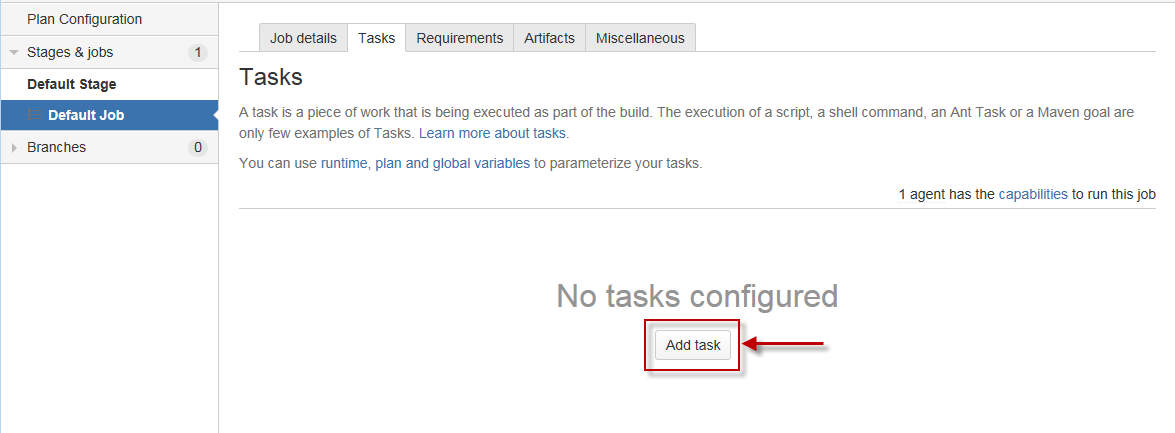 Plan Configuration
Stages & jobs 1
Default Stage
Default Job
Branches 0
Job details Tasks Requirements Artifacts Miscellaneous
Tasks
A task is a piece of work that is being executed as part of the build. The execution of a script, a shell command, an Ant Task or a Maven goal are
only few examples of Tasks. Learn more about tasks.
You can use runtime, plan and global variables to parameterize your tasks.
1 agent has the capabilities to run this job
No tasks configured
Add task